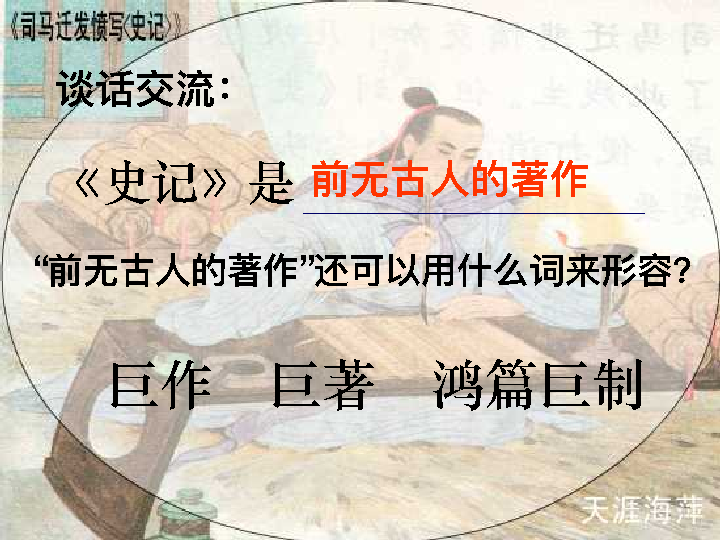 《司马迁发愤写《史记》》
谈话交流：
《史记》是 前无古人的著作
“前无古人的著作”还可以用什么词来形容？
巨作 巨著 鸿篇巨制
天涯海萍